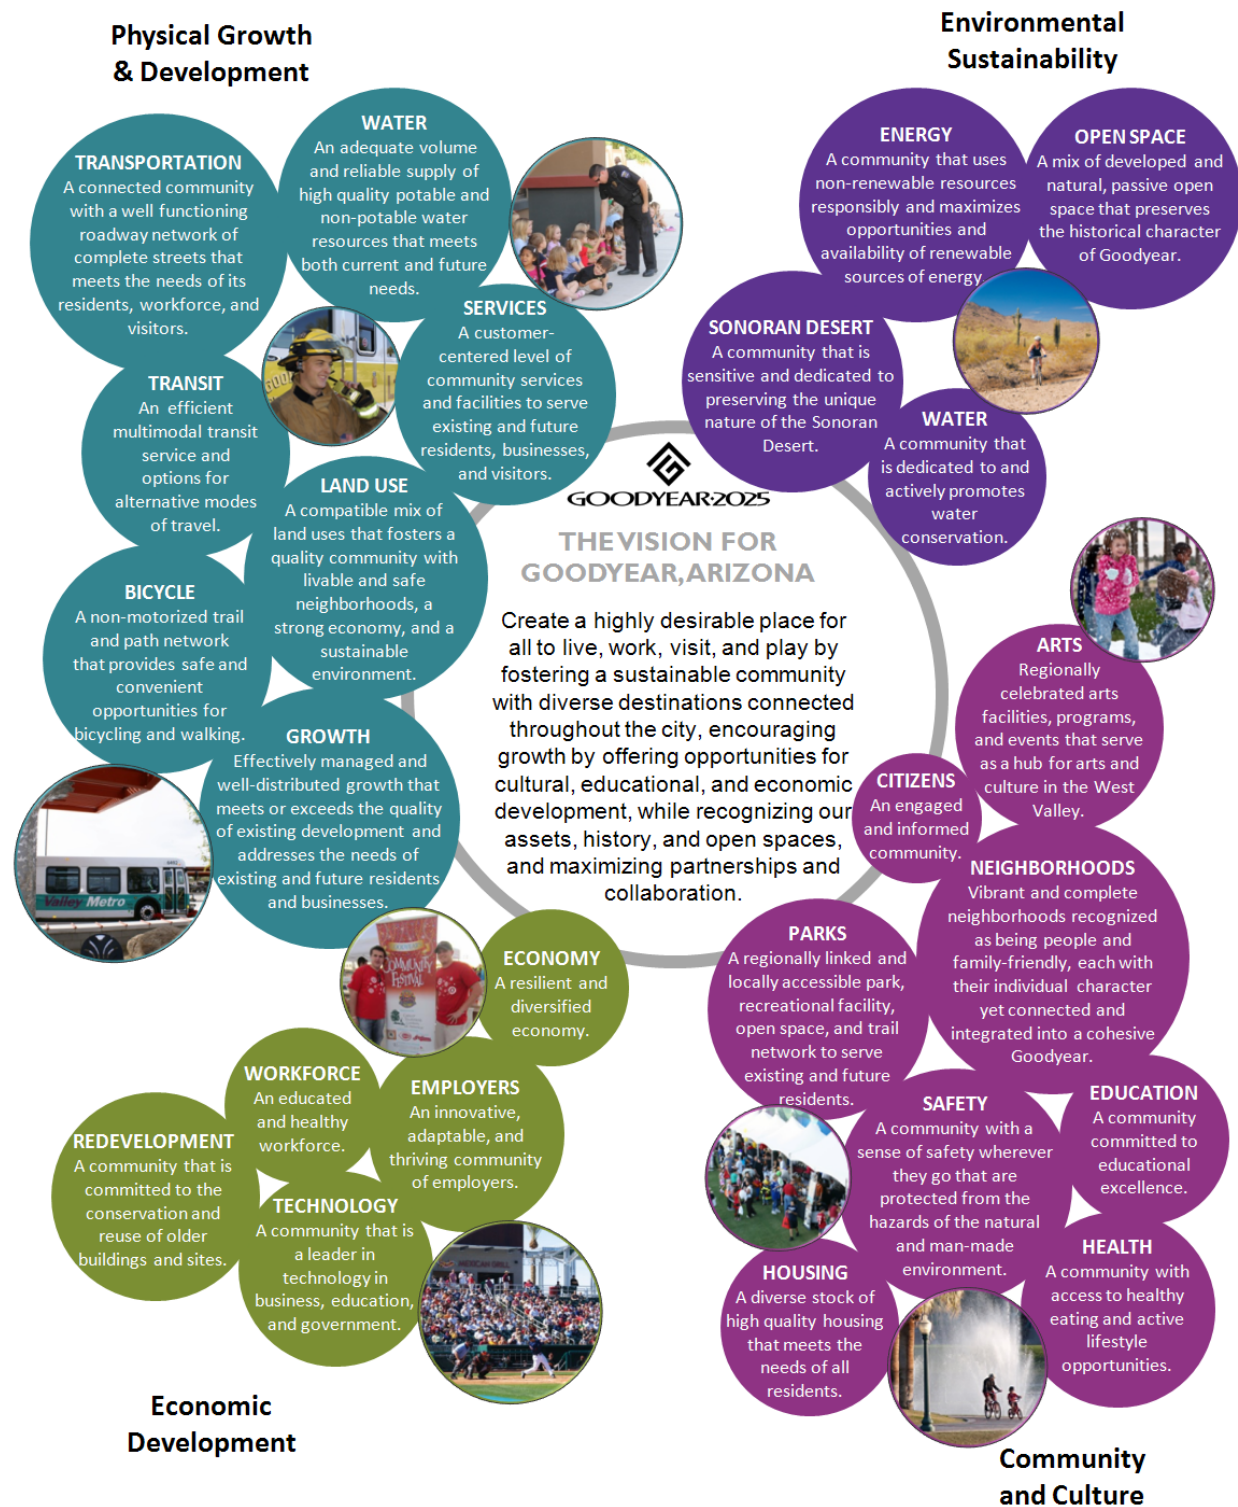 Physical Growth
& Development
TRANSPORTATION
A connected community
with a well functioning
roadway network of
complete streets that
meets the needs of its
residents, workforce, and
visitors.
WATER
An adequate volume
and reliable supply of
high quality potable and
non-potable water
resources that meets
both current and future
needs.
SERVICES
A customer-
centered level of
community services
and facilities to serve
existing and future
residents, businesses,
and visitors.
TRANSIT
An efficient
multimodal transit
service and
options for
alternative modes
of travel.
LAND USE
A compatible mix of
land uses that fosters a
quality community with
livable and safe
neighborhoods, a
strong economy, and a
sustainable
environment.
BICYCLE
A non-motorized trail
and path network
that provides safe and
convenient
opportunities for
bicycling and walking.
GROWTH
Effectively managed and
well-distributed growth that
meets or exceeds the quality
of existing development and
addresses the needs of
existing and future residents
and businesses.
Valley Metro
Environmental
Sustainability
ENERGY
A community that uses
non-renewable resources
responsibly and maximizes
opportunities and
availability of renewable
sources of energy.
OPEN SPACE
A mix of developed and
natural, passive open
space that preserves
the historical character
of Goodyear.
SONORAN DESERT
A community that is
sensitive and dedicated to
preserving the unique
nature of the Sonoran
Desert.
WATER
A community that
is dedicated to and
actively promotes
water
conservation.
GOODYEAR·2025
THE VISION FOR
GOODYEAR, ARIZONA
Create a highly desirable place for
all to live, work, visit, and play by
fostering a sustainable community
with diverse destinations connected
throughout the city, encouraging
growth by offering opportunities for
cultural, educational, and economic
development, while recognizing our
assets, history, and open spaces,
and maximizing partnerships and
collaboration.
ARTS
Regionally
celebrated arts
facilities, programs,
and events that serve
as a hub for arts and
culture in the West
Valley.
CITIZENS
An engaged
and informed
community.
NEIGHBORHOODS
Vibrant and complete
neighborhoods recognized
as being people and
family-friendly, each with
their individual character
yet connected and
integrated into a cohesive
Goodyear.
PARKS
A regionally linked and
locally accessible park,
recreational facility,
open space, and trail
network to serve
existing and future
residents.
SAFETY
A community with a
sense of safety wherever
they go that are
protected from the
hazards of the natural
and man-made
environment.
EDUCATION
A community
committed to
educational
excellence.
HEALTH
A community with
access to healthy
eating and active
lifestyle
opportunities.
HOUSING
A diverse stock of
high quality housing
that meets the
needs of all
residents.
Community
and Culture
COMMUNITY
FESTIVAL
ECONOMY
A resilient and
diversified
economy.
WORKFORCE
An educated
and healthy
workforce.
EMPLOYERS
An innovative,
adaptable, and
thriving community
of employers.
REDEVELOPMENT
A community that is
committed to the
conservation and
reuse of older
buildings and sites.
TECHNOLOGY
A community that is
a leader in
technology in
business, education,
and government.
MEXICAN GRILL
Economic
Development